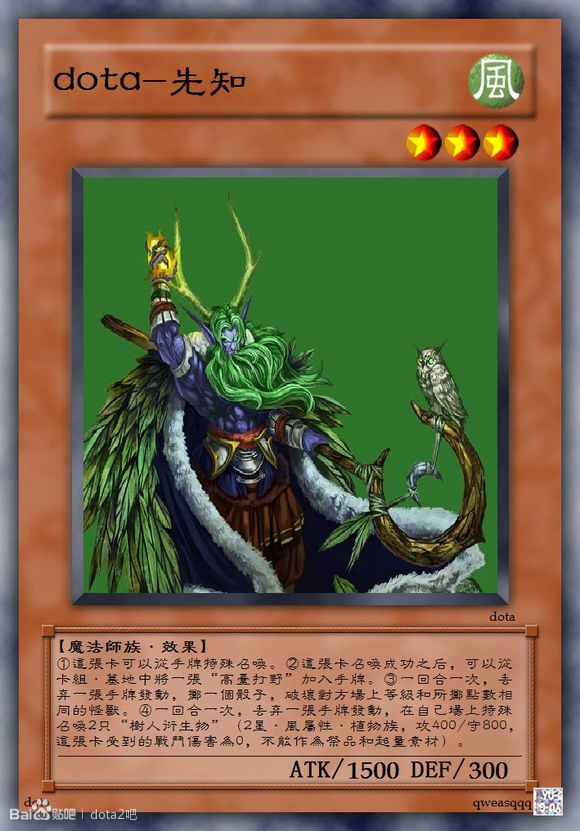 dota-先知
風
dota
【魔法師族·效果】
①這張卡可以從手牌特殊召喚。②這張卡召喚成功之后，可以從
卡組·墓地中將一張“高臺打野”加入手牌。③一回合一次，去
弃一張手牌發動，擲一個骰子，破壞對方場上等級和所擲點數相
同的怪獸。④一回合一次，去弃一張手牌發動，在自己場上特殊
召喚2只“樹人衍生物”（2星·風屬性·植物族，攻400/守800，
這張卡受到的戰鬥傷害為0，不能作為祭品和超量素材）。
ATK/1500 DEF/300
qweasqqq
Bai 贴吧 | dota2吧